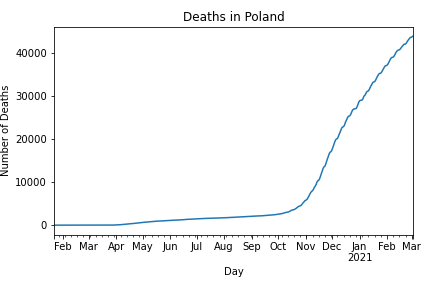 Deaths in Poland
Number of Deaths
40000
30000
20000
10000
0
Feb Mar Apr May Jun Jul Aug Sep Oct Nov Dec Jan Feb Mar
2021
Day